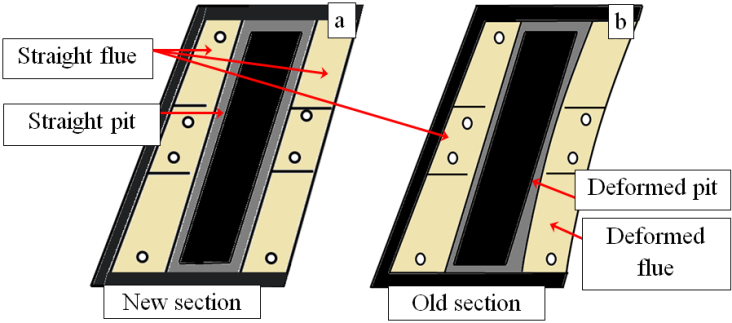 a
b
Straight flue
Straight pit
Deformed pit
Deformed
flue
New section
Old section